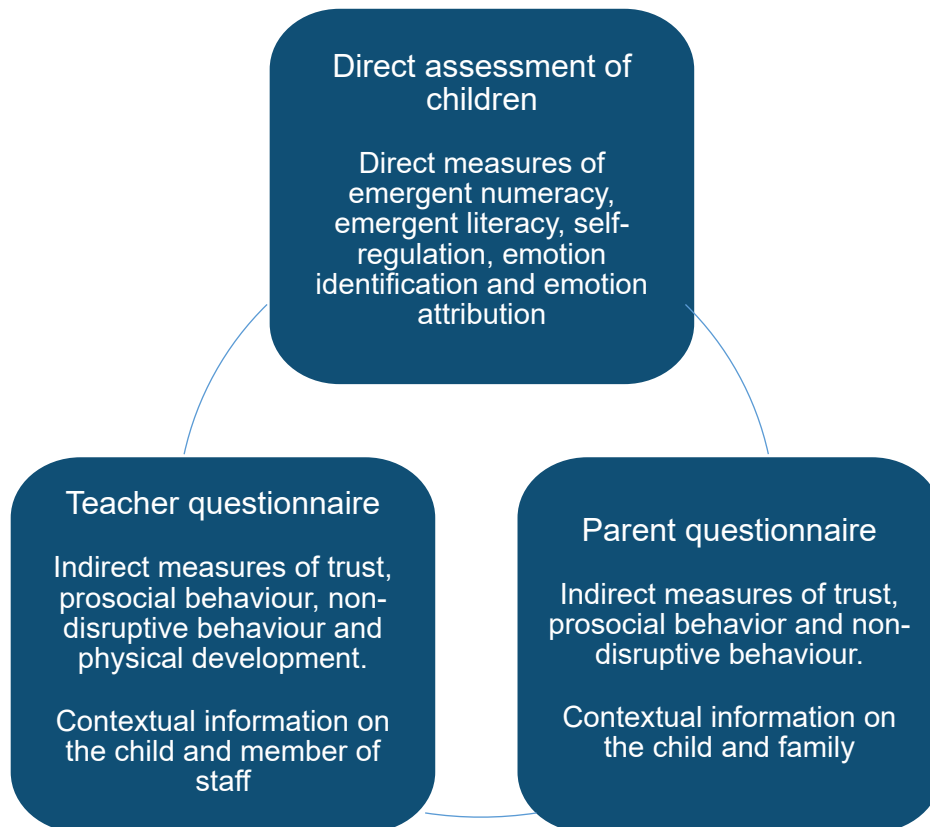 Direct assessment of
children
Direct measures of
emergent numeracy,
emergent literacy, self-
regulation, emotion
identification and emotion
attribution
Teacher questionnaire
Indirect measures of trust,
prosocial behaviour, non-
disruptive behaviour and
physical development.
Contextual information on
the child and member of
staff
Parent questionnaire
Indirect measures of trust,
prosocial behavior and non-
disruptive behaviour.
Contextual information on
the child and family